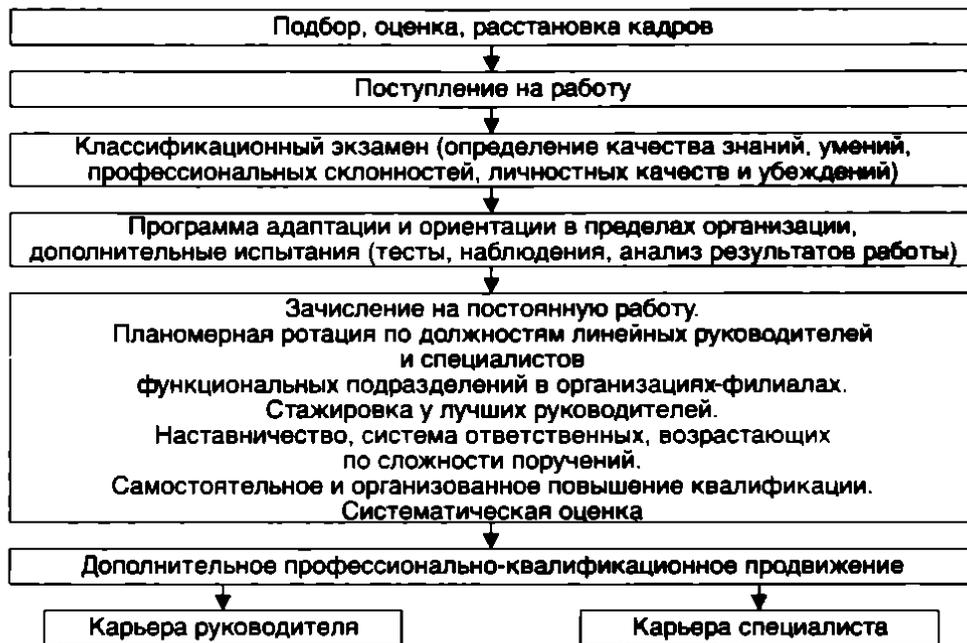 Подбор, оценка, расстановка кадров
Поступление на работу
Классификационный экзамен (определение качества знаний, умений,
профессиональных склонностей, личностных качеств и убеждений)
Программа адаптации и ориентации в пределах организации,
дополнительные испытания (тесты, наблюдения, анализ результатов работы)
Зачисление на постоянную работу.
Планомерная ротация по должностям линейных руководителей
и специалистов
функциональных подразделений в организациях-филиалах.
Стажировка у лучших руководителей.
Наставничество, система ответственных, возрастающих
по сложности поручений.
Самостоятельное и организованное повышение квалификации.
Систематическая оценка
Дополнительное профессионально-квалификационное продвижение
Карьера руководителя
Карьера специалиста